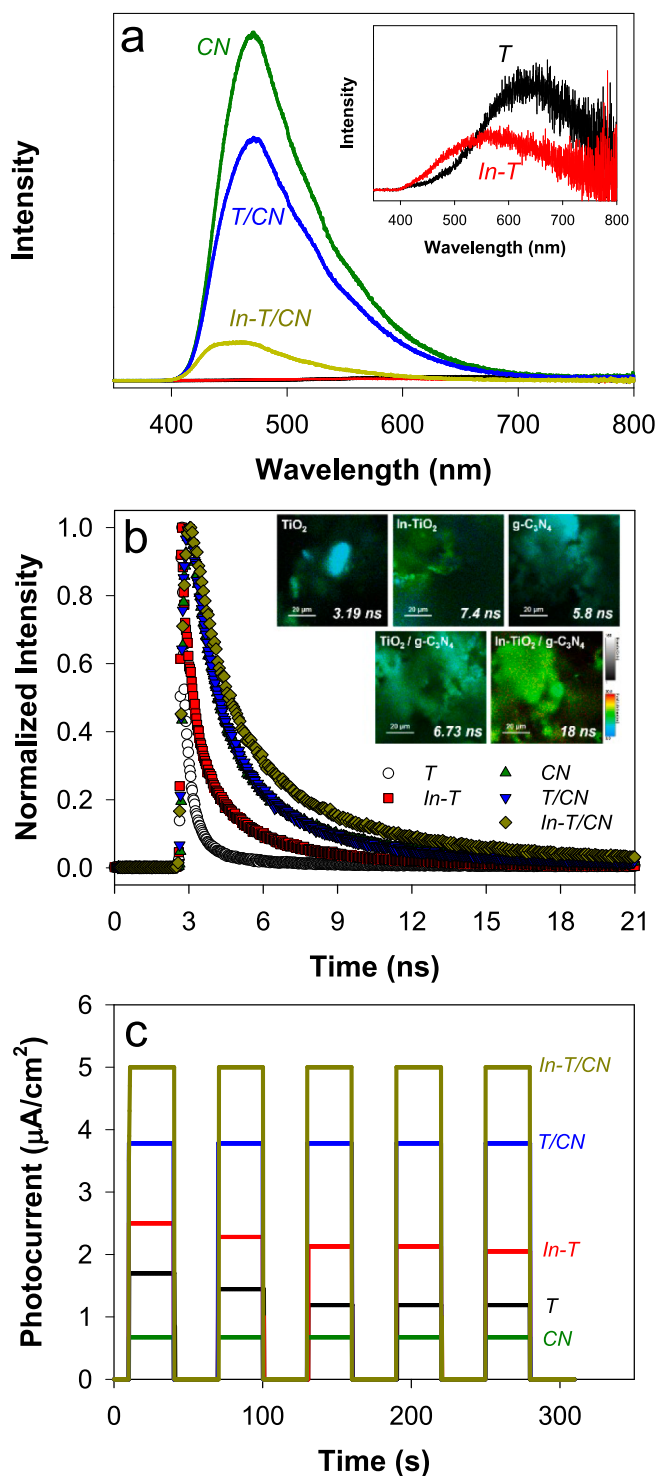 a
CN
T/CN
In-T/CN
Intensity
400 500 600 700 800
Wavelength (nm)
T
In-T
Intensity
400 500 600 700 800
Wavelength (nm)
b
1.0
0.8
0.6
0.4
0.2
0.0
Normalized Intensity
TiO2
20 µm
3.19 ns
In-TiO2
20 µm
7.4 ns
g-C3N4
20 µm
5.8 ns
TiO2 / g-C3N4
20 µm
6.73 ns
In-TiO2 / g-C3N4
20 µm
18 ns
T
In-T
CN
T/CN
In-T/CN
0 3 6 9 12 15 18 21
Time (ns)
c
6
5
4
3
2
1
0
Photocurrent (µA/cm2)
In-T/CN
T/CN
In-T
T
CN
0 100 200 300
Time (s)